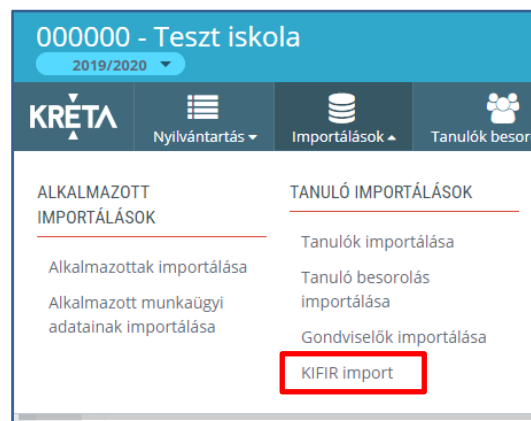 000000 - Teszt iskola
2019/2020
KRÉTA
Nyilvántartás
Importálások
Tanulók besor
ALKALMAZOTT
IMPORTÁLÁSOK
Alkalmazottak importálása
Alkalmazott munkaügyi
adatainak importálása
TANULÓ IMPORTÁLÁSOK
Tanulók importálása
Tanuló besorolás
importálása
Gondviselők importálása
KIFIR import